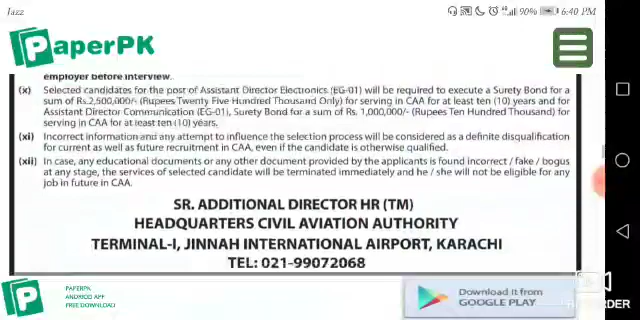 Jazz
90% 6:40 PM
PaperPK
employer before interview.
(x) Selected candidates for the post of Assistant Director Electronics (EG-01) will be required to execute a Surety Bond for a
sum of Rs.2,500,000/- (Rupees Twenty Five Hundred Thousand Only) for serving in CAA for at least ten (10) years and for
Assistant Director Communication (EG-01), Surety Bond for a sum of Rs. 1,000,000/- (Rupees Ten Hundred Thousand) for
serving in CAA for at least ten (10) years.
(xi) Incorrect information and any attempt to influence the selection process will be considered as a definite disqualification
for current as well as future recruitment in CAA, even if the candidate is otherwise qualified.
(xii) In case, any educational documents or any other document provided by the applicants is found incorrect / fake / bogus
at any stage, the services of selected candidate will be terminated immediately and he / she will not be eligible for any
job in future in CAA.
SR. ADDITIONAL DIRECTOR HR (TM)
HEADQUARTERS CIVIL AVIATION AUTHORITY
TERMINAL-I, JINNAH INTERNATIONAL AIRPORT, KARACHI
TEL: 021-99072068
PAPERPK
ANDROID APP
FREE DOWNLOAD
Download It from
GOOGLE PLAY